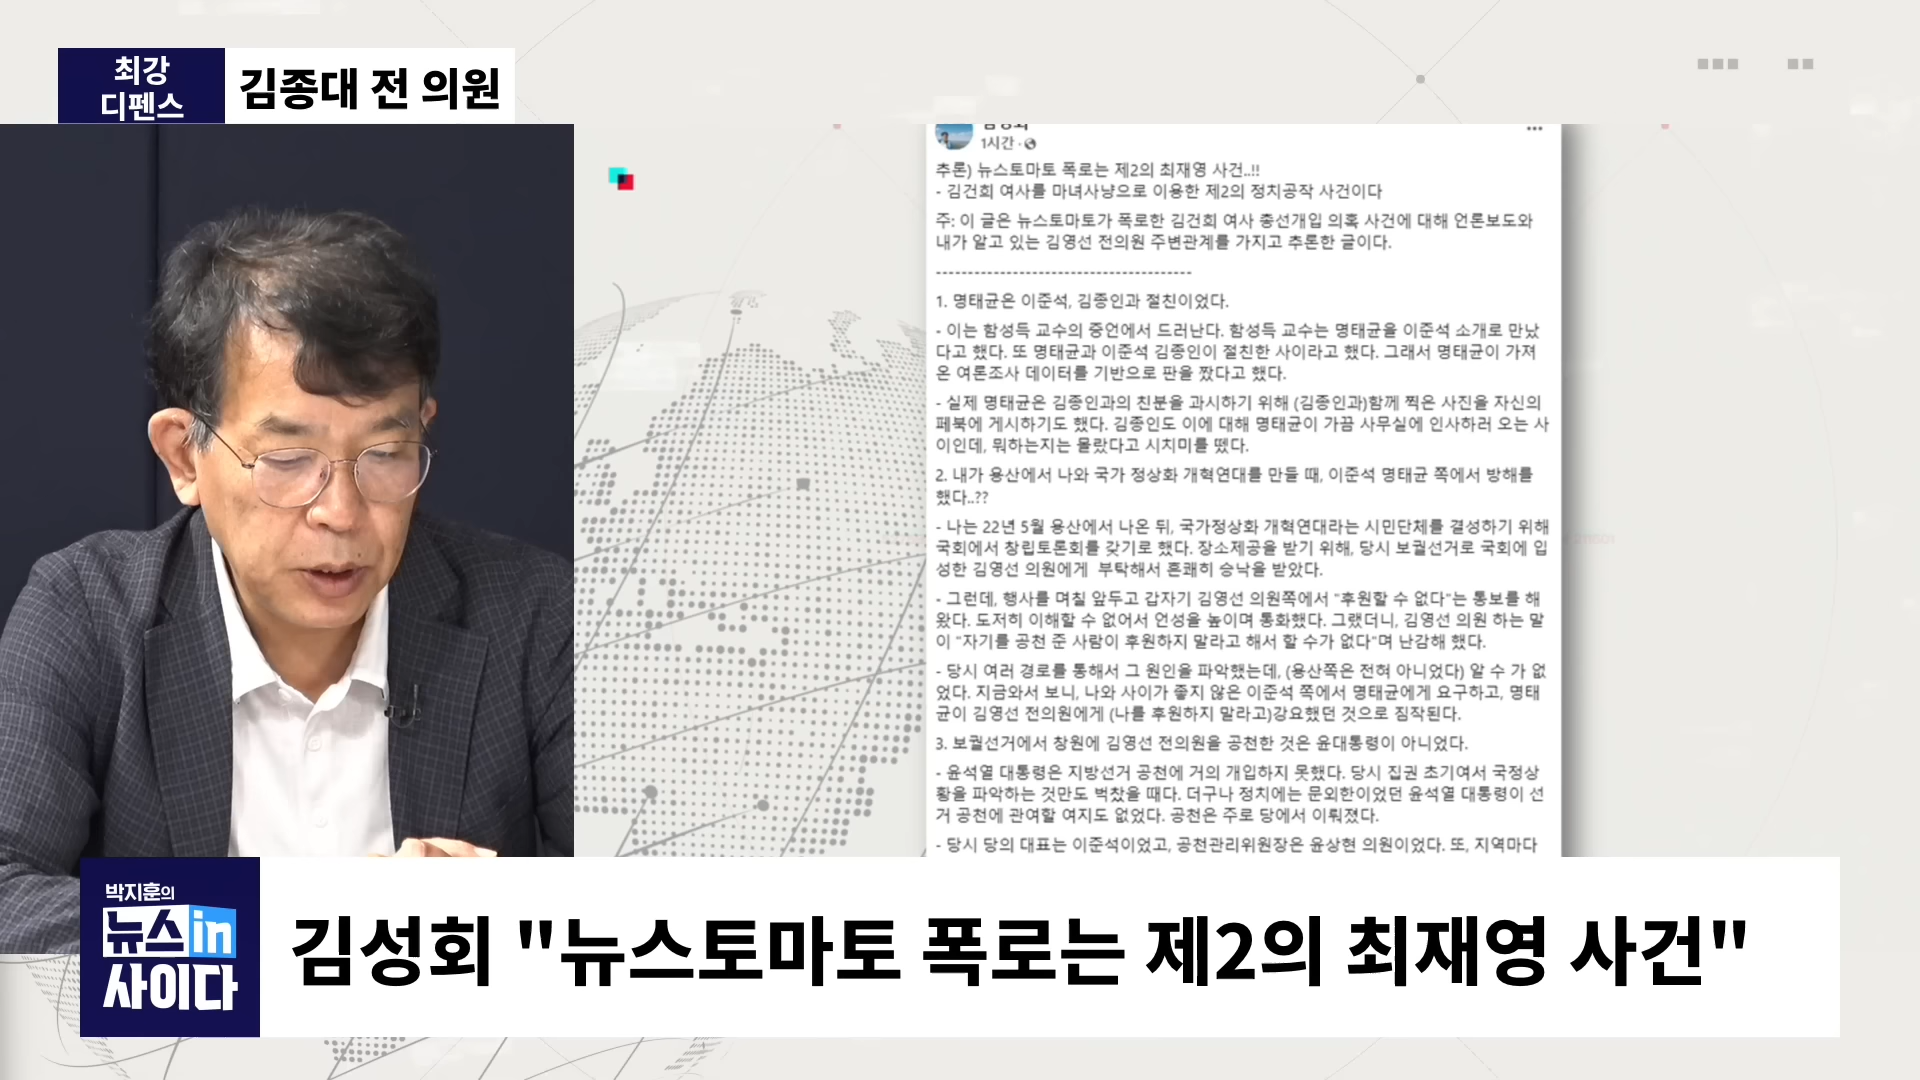 최강
디펜스
김종대 전 의원
김성회
1시간
추론) 뉴스토마토 폭로는 제2의 최재영 사건..!!
- 김건희 여사를 마녀사냥으로 이용한 제2의 정치공작 사건이다
주: 이 글은 뉴스토마토가 폭로한 김건희 여사 총선개입 의혹 사건에 대해 언론보도와
내가 알고 있는 김영선 전의원 주변관계를 가지고 추론한 글이다.
----------------------------------------
1. 명태균은 이준석, 김종인과 절친이었다.
- 이는 함성득 교수의 증언에서 드러난다. 함성득 교수는 명태균을 이준석 소개로 만났
다고 했다. 또 명태균과 이준석 김종인이 절친한 사이라고 했다. 그래서 명태균이 가져
온 여론조사 데이터를 기반으로 판을 짰다고 했다.
- 실제 명태균은 김종인과의 친분을 과시하기 위해 (김종인과)함께 찍은 사진을 자신의
페북에 게시하기도 했다. 김종인도 이에 대해 명태균이 가끔 사무실에 인사하러 오는 사
이인데, 뭐하는지는 몰랐다고 시치미를 뗐다.
2. 내가 용산에서 나와 국가 정상화 개혁연대를 만들 때, 이준석 명태균 쪽에서 방해를
했다..??
- 나는 22년 5월 용산에서 나온 뒤, 국가정상화 개혁연대라는 시민단체를 결성하기 위해
국회에서 창립토론회를 갖기로 했다. 장소제공을 받기 위해, 당시 보궐선거로 국회에 입
성한 김영선 의원에게 부탁해서 흔쾌히 승낙을 받았다.
- 그런데, 행사를 며칠 앞두고 갑자기 김영선 의원쪽에서 "후원할 수 없다"는 통보를 해
왔다. 도저히 이해할 수 없어서 언성을 높이며 통화했다. 그랬더니, 김영선 의원 하는 말
이 "자기를 공천 준 사람이 후원하지 말라고 해서 할 수가 없다"며 난감해 했다.
- 당시 여러 경로를 통해서 그 원인을 파악했는데, (용산쪽은 전혀 아니었다) 알 수 가 없
었다. 지금와서 보니, 나와 사이가 좋지 않은 이준석 쪽에서 명태균에게 요구하고, 명태
균이 김영선 전의원에게 (나를 후원하지 말라고)강요했던 것으로 짐작된다.
3. 보궐선거에서 창원에 김영선 전의원을 공천한 것은 윤대통령이 아니었다.
- 윤석열 대통령은 지방선거 공천에 거의 개입하지 못했다. 당시 집권 초기여서 국정상
황을 파악하는 것만도 벅찼을 때다. 더구나 정치에는 문외한이었던 윤석열 대통령이 선
거 공천에 관여할 여지도 없었다. 공천은 주로 당에서 이뤄졌다.
- 당시 당의 대표는 이준석이었고, 공천관리위원장은 윤상현 의원이었다. 또, 지역마다
박지훈의
뉴스in
사이다
김성회 "뉴스토마토 폭로는 제2의 최재영 사건"